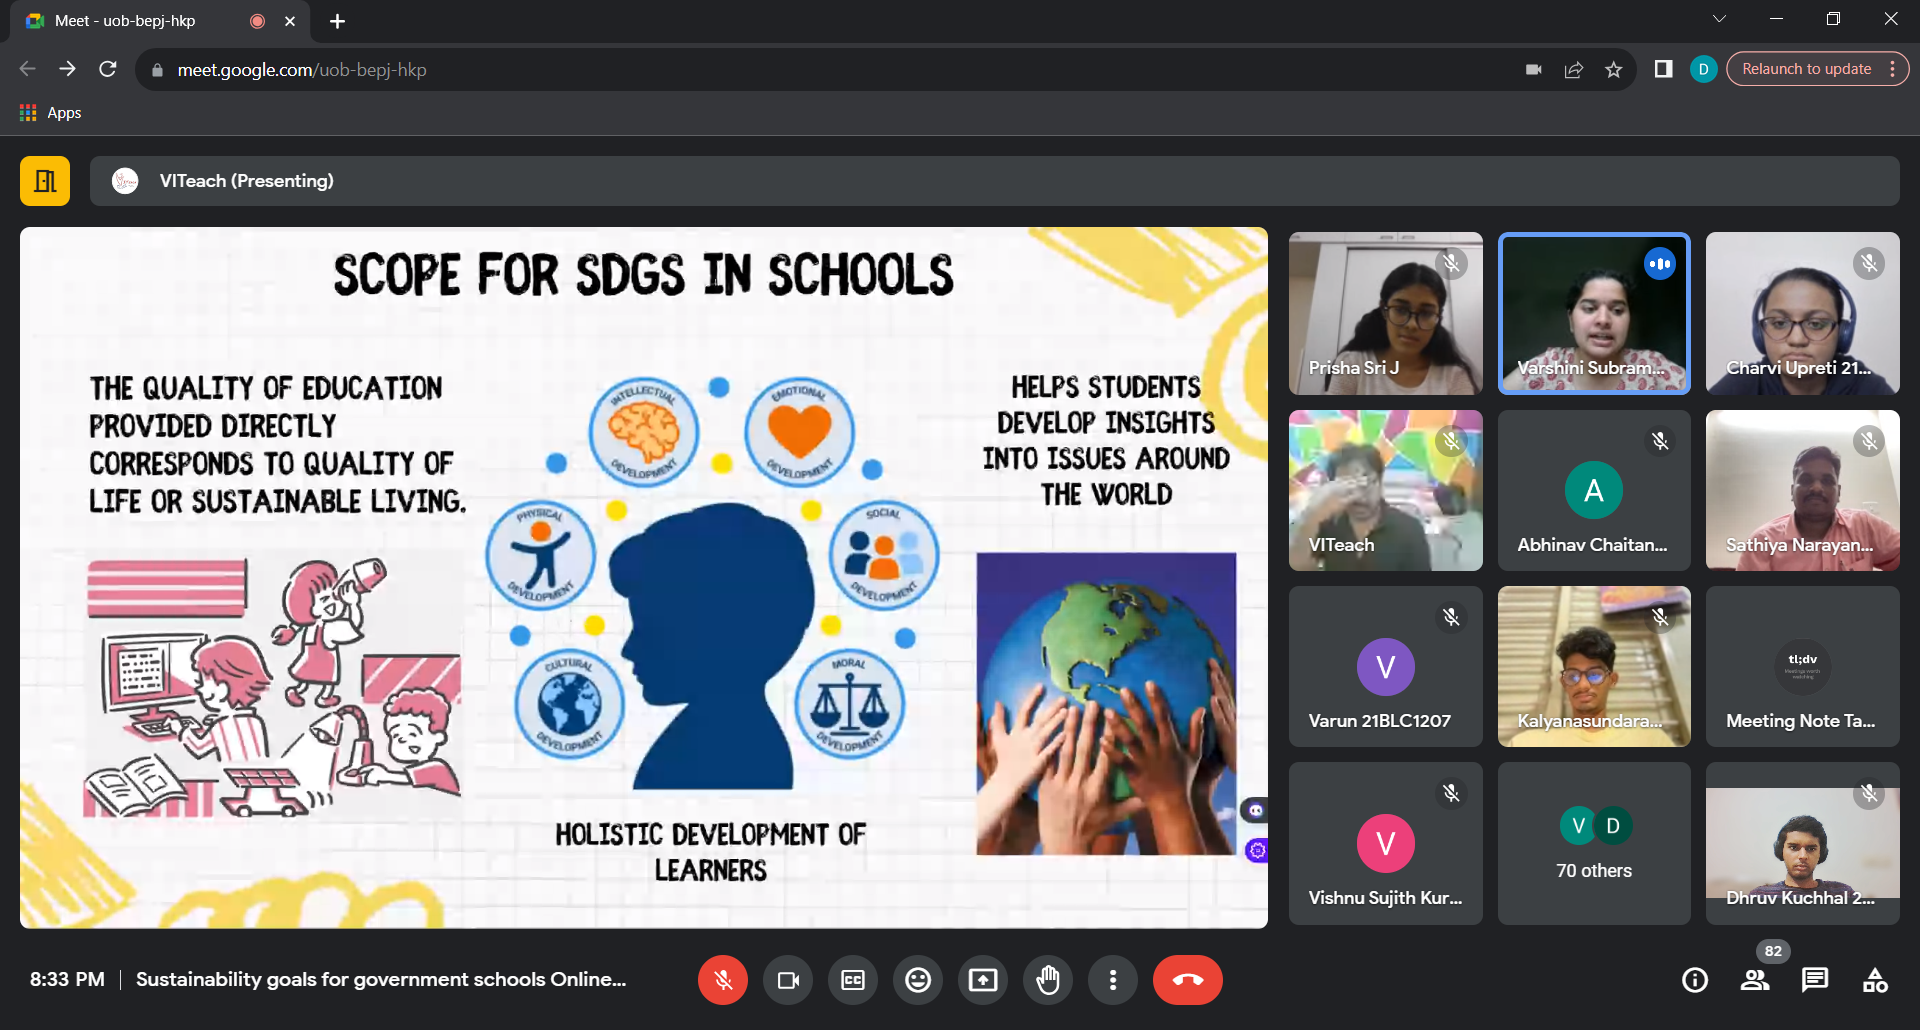 Meet - uob-bepj-hkp
meet.google.com/uob-bepj-hkp
D
Relaunch to update
Apps
VITeach (Presenting)
SCOPE FOR SDGS IN SCHOOLS
THE QUALITY OF EDUCATION
PROVIDED DIRECTLY
CORRESPONDS TO QUALITY OF
LIFE OR SUSTAINABLE LIVING.
INTELLECTUAL
DEVELOPMENT
EMOTIONAL
DEVELOPMENT
PHYSICAL
DEVELOPMENT
SOCIAL
DEVELOPMENT
CULTURAL
DEVELOPMENT
MORAL
DEVELOPMENT
HOLISTIC DEVELOPMENT OF
LEARNERS
HELPS STUDENTS
DEVELOP INSIGHTS
INTO ISSUES AROUND
THE WORLD
Prisha Sri J
Varshini Subram...
Charvi Upreti 21...
VITeach
A
Abhinav Chaitan...
Sathiya Narayan...
V
Varun 21BLC1207
Kalyanasundara...
tl;dv
Meetings worth
watching
Meeting Note Ta...
V
Vishnu Sujith Kur...
V D
70 others
Dhruv Kuchhal 2...
8:33 PM
Sustainability goals for government schools Online...
CC
82